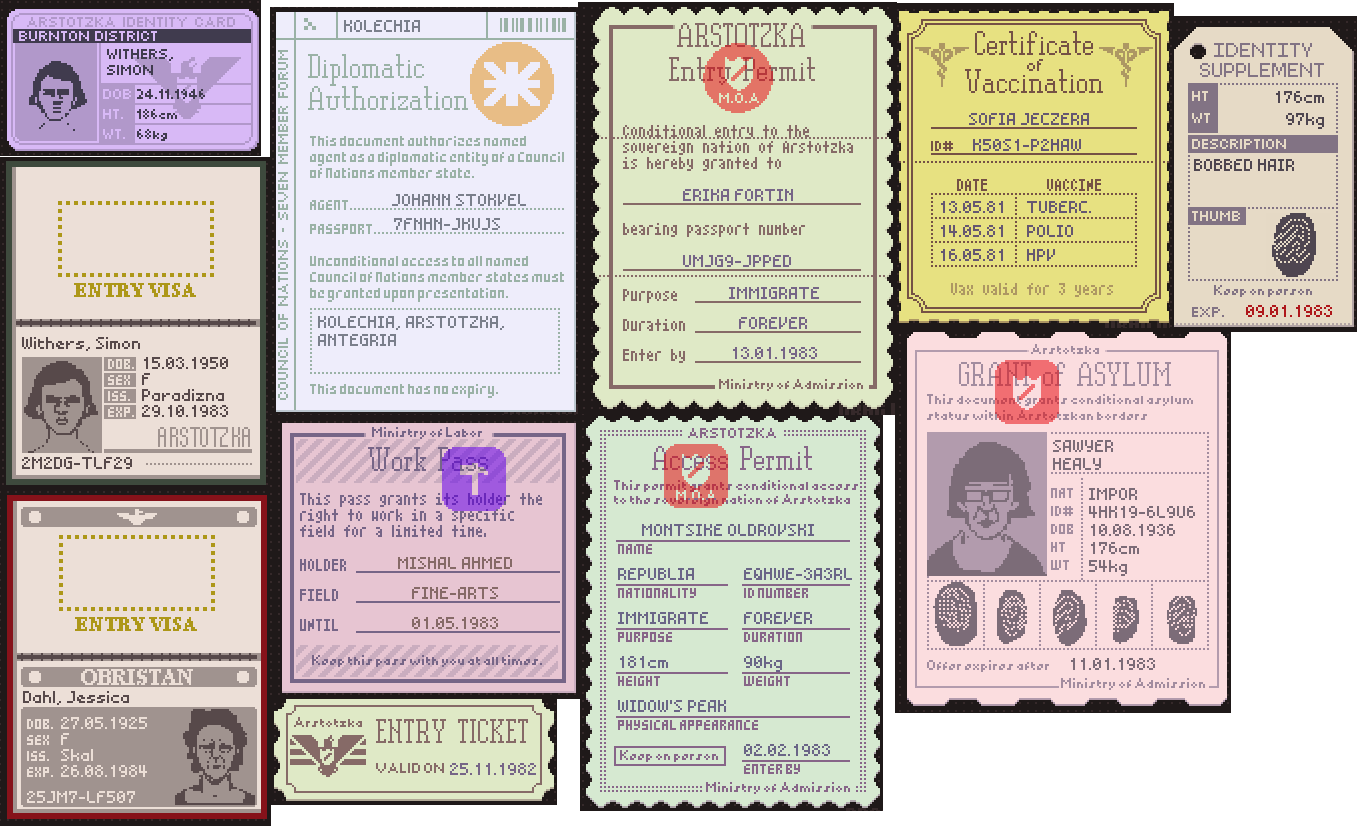 ARSTOTZKA IDENTITY CARD
BURNTON DISTRICT
WITHERS,
SIMON
DOB 24.11.1946
HT. 186cm
WT. 68kg
ENTRY VISA
Withers, Simon
DOB. 15.03.1950
SEX F
ISS. Paradizna
EXP. 29.10.1983
ARSTOTZKA
2M2DG-TLF29
ENTRY VISA
OBRISTAN
Dahl, Jessica
DOB. 27.05.1925
SEX F
ISS. Skal
EXP. 26.08.1984
25JM7-LF507
KOLECHIA
COUNCIL OF NATIONS - SEVEN MEMBER FORUM
Diplomatic
Authorization
This document authorizes named
agent as a diplomatic entity of a Council
of Nations member state.
AGENT JOHANN STOKVEL
PASSPORT 7FNHN-JKUJS
Unconditional access to all named
Council of Nations member states must
be granted upon presentation.
KOLECHIA, ARSTOTZKA,
ANTEGRIA
This document has no expiry.
Ministry of Labor
Work Pass
This pass grants its holder the
right to work in a specific
field for a limited time.
HOLDER MISHAL AHMED
FIELD FINE-ARTS
UNTIL 01.05.1983
Keep this pass with you at all times.
Arstotzka
ENTRY TICKET
VALID ON 25.11.1982
ARSTOTZKA
Entry Permit
M.O.A
Conditional entry to the
sovereign nation of Arstotzka
is hereby granted to
ERIKA FORTIN
bearing passport number
UMJG9-JPPED
Purpose IMMIGRATE
Duration FOREVER
Enter by 13.01.1983
Ministry of Admission
ARSTOTZKA
Access Permit
M.O.A
This permit grants conditional access
to the sovereign nation of Arstotzka
MONTSIKE OLDROVSKI
NAME
REPUBLIA EQHWE-3A3RL
NATIONALITY ID NUMBER
IMMIGRATE FOREVER
PURPOSE DURATION
181cm 90kg
HEIGHT WEIGHT
WIDOW'S PEAK
PHYSICAL APPEARANCE
Keep on person
02.02.1983
ENTER BY
Ministry of Admission
Certificate
of
Vaccination
SOFIA JECZERA
ID# K50S1-P2HAW
DATE VACCINE
13.05.81 TUBERC.
14.05.81 POLIO
16.05.81 HPV
Vax valid for 3 years
IDENTITY
SUPPLEMENT
HT 176cm
WT 97kg
DESCRIPTION
BOBBED HAIR
THUMB
Keep on person
EXP. 09.01.1983
Arstotzka
GRANT of ASYLUM
This document grants conditional asylum
status within Arstotzkan borders
SAWYER
HEALY
NAT IMPOR
ID# 4HK19-6L9U6
DOB 10.08.1936
HT 176cm
WT 54kg
Offer expires after 11.01.1983
Ministry of Admission